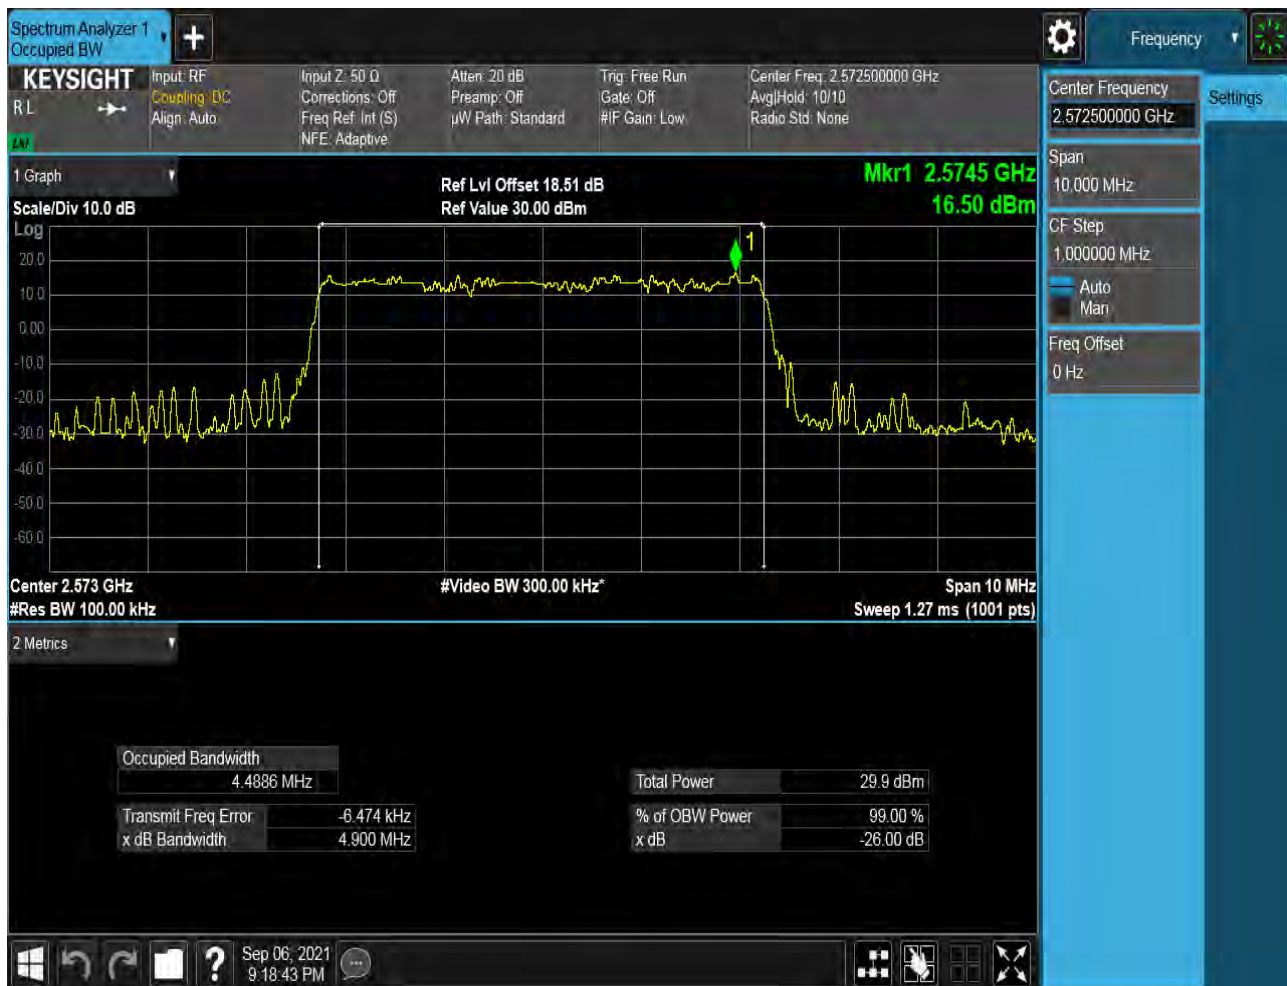 Spectrum Analyzer 1
Occupied BW
Frequency
KEYSIGHT
R L
LXI
Input: RF
Coupling: DC
Align: Auto
Input Z: 50 Ω
Corrections: Off
Freq Ref: Int (S)
NFE: Adaptive
Atten: 20 dB
Preamp: Off
µW Path: Standard
Trig: Free Run
Gate: Off
#IF Gain: Low
Center Freq: 2.572500000 GHz
Avg|Hold: 10/10
Radio Std: None
Center Frequency
2.572500000 GHz
Settings
Span
10.000 MHz
CF Step
1.000000 MHz
Auto
Man
Freq Offset
0 Hz
1 Graph
Scale/Div 10.0 dB
Ref Lvl Offset 18.51 dB
Ref Value 30.00 dBm
Mkr1 2.5745 GHz
16.50 dBm
Log
20.0
10.0
0.00
-10.0
-20.0
-30.0
-40.0
-50.0
-60.0
1
Center 2.573 GHz
#Res BW 100.00 kHz
#Video BW 300.00 kHz*
Span 10 MHz
Sweep 1.27 ms (1001 pts)
2 Metrics
Occupied Bandwidth
4.4886 MHz
Transmit Freq Error -6.474 kHz
x dB Bandwidth 4.900 MHz
Total Power 29.9 dBm
% of OBW Power 99.00 %
x dB -26.00 dB
Sep 06, 2021
9:18:43 PM